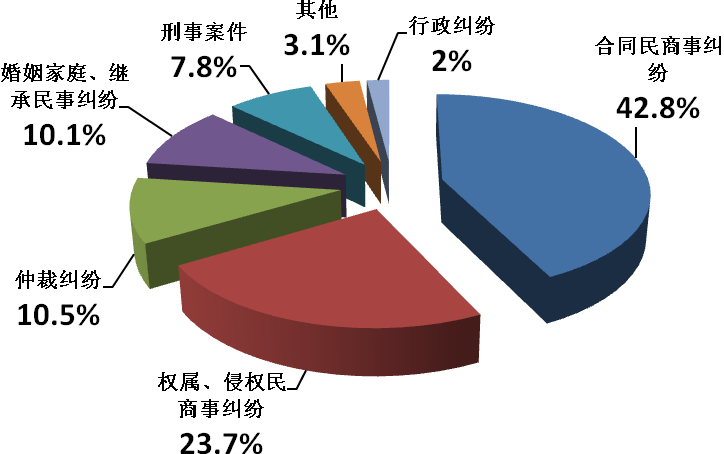 其他
3.1%
行政纠纷
2%
刑事案件
7.8%
合同民商事纠
纷
42.8%
婚姻家庭、继
承民事纠纷
10.1%
仲裁纠纷
10.5%
权属、侵权民
商事纠纷
23.7%